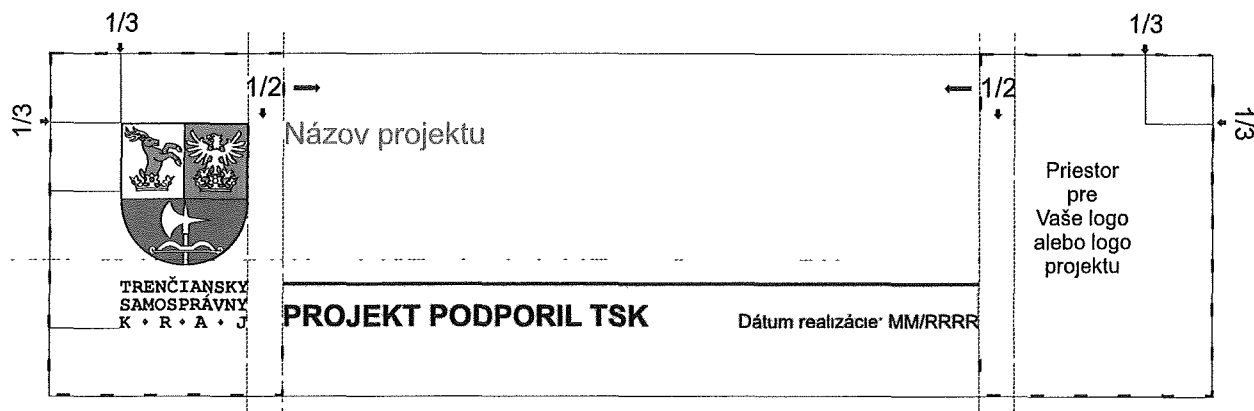 1/3
1/3
1/3
1/2
1/2
1/3
Názov projektu
Priestor
pre
Vaše logo
alebo logo
projektu
TRENČIANSKY
SAMOSPRÁVNY
K • R • A • J
PROJEKT PODPORIL TSK
Dátum realizácie: MM/RRRR